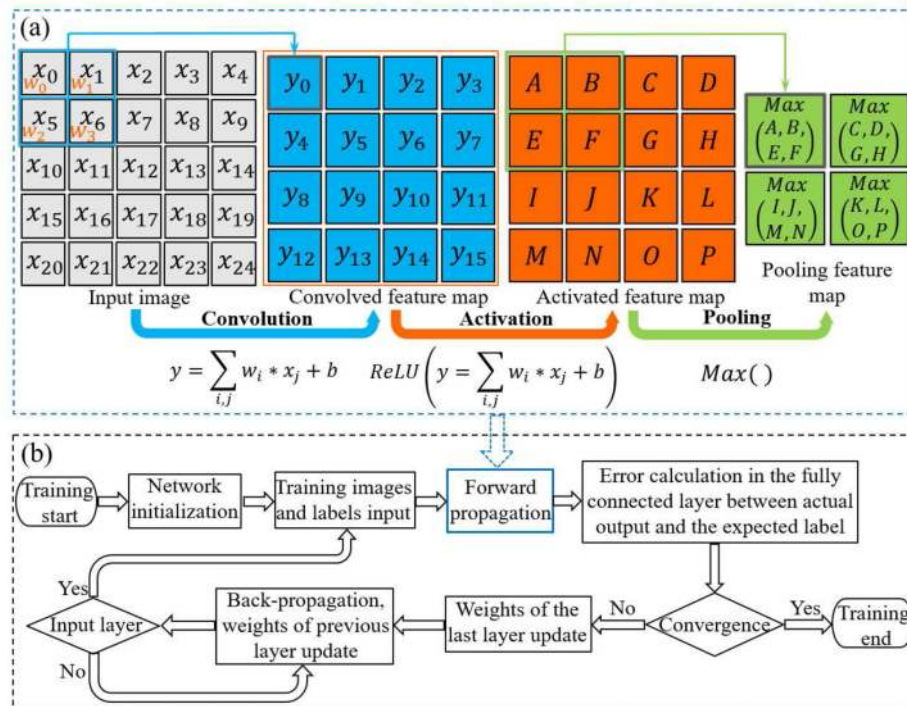 (a)
x0 x1 x2 x3 x4
w0 w1
x5 x6 x7 x8 x9
w2 w3
x10 x11 x12 x13 x14
x15 x16 x17 x18 x19
x20 x21 x22 x23 x24
Input image
y0 y1 y2 y3
y4 y5 y6 y7
y8 y9 y10 y11
y12 y13 y14 y15
Convolved feature map
A B C D
E F G H
I J K L
M N O P
Activated feature map
Max
(A, B,
E, F)
Max
(C, D,
G, H)
Max
(I, J,
M, N)
Max
(K, L,
O, P)
Pooling feature
map
Convolution
Activation
Pooling
y = ∑i,j wi * xj + b
ReLU(y = ∑i,j wi * xj + b)
Max( )
(b)
Training
start
Network
initialization
Training images
and labels input
Forward
propagation
Error calculation in the fully
connected layer between actual
output and the expected label
Yes
Input layer
No
Back-propagation,
weights of previous
layer update
Weights of the
last layer update
No
Convergence
Yes
Training
end